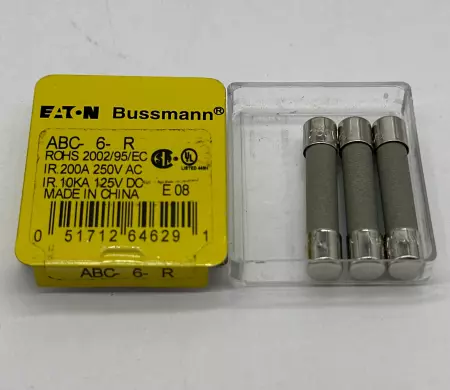 EATON Bussmann®
ABC- 6- R
ROHS 2002/95/EC
IR.200A 250V AC
IR.10KA 125V DC
MADE IN CHINA E 08
UL
0 51712 64629 1
ABC- 6- R